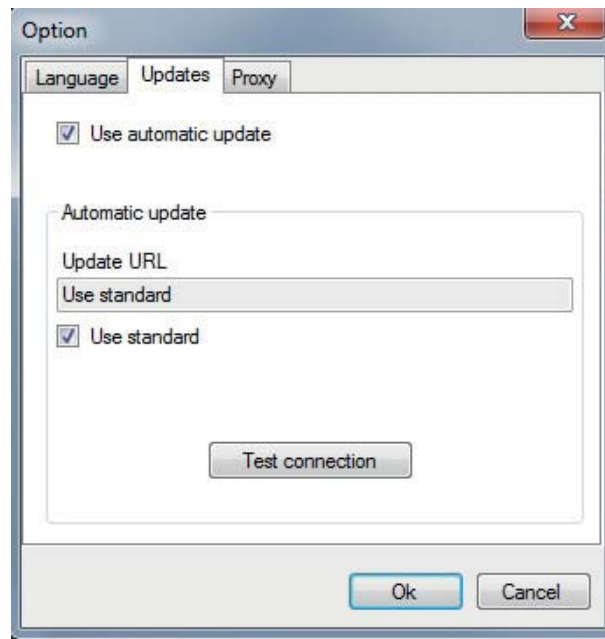 Option
Language Updates Proxy
Use automatic update
Automatic update
Update URL
Use standard
Use standard
Test connection
Ok Cancel